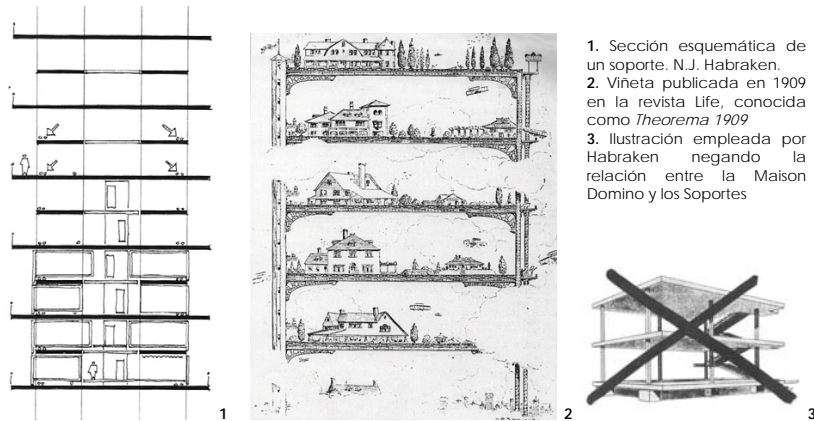 1. Sección esquemática de
un soporte. N.J. Habraken.
2. Viñeta publicada en 1909
en la revista Life, conocida
como Theorema 1909
3. Ilustración empleada por
Habraken negando la
relación entre la Maison
Domino y los Soportes
1
2
3